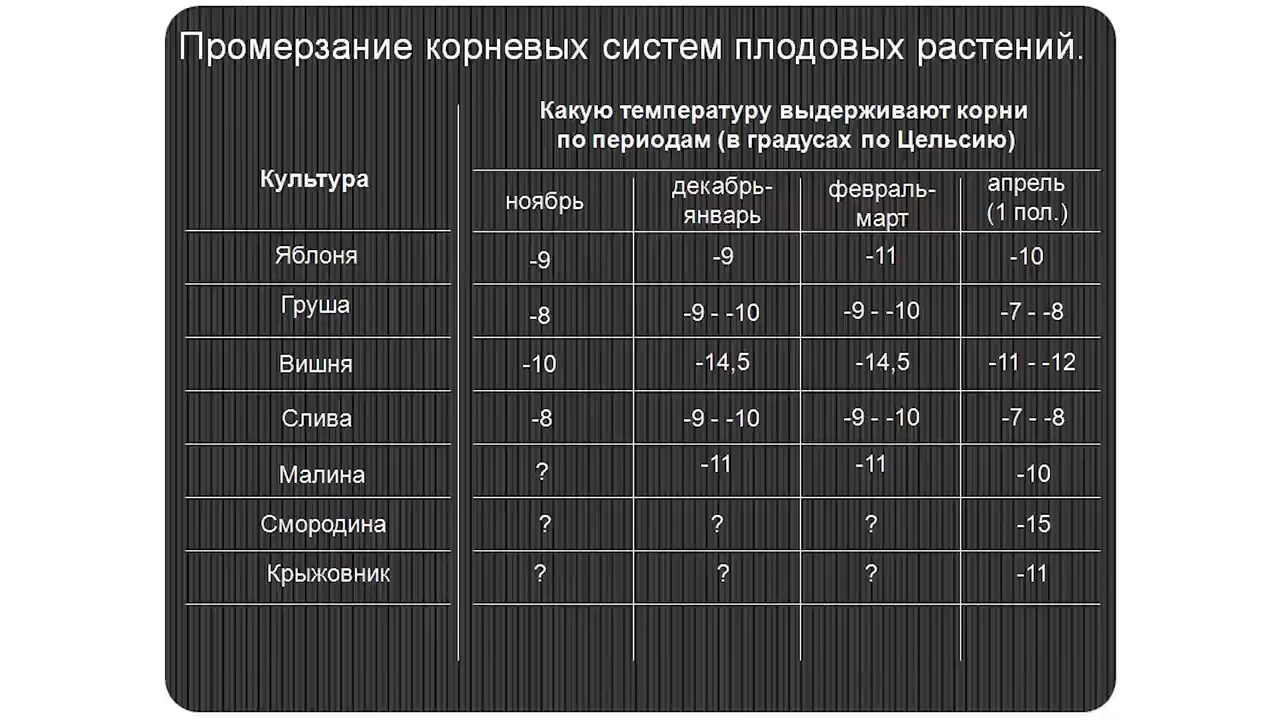 Промерзание корневых систем плодовых растений.
Какую температуру выдерживают корни
по периодам (в градусах по Цельсию)
Культура
ноябрь
декабрь-
январь
февраль-
март
апрель
(1 пол.)
Яблоня -9 -9 -11 -10
Груша -8 -9 - -10 -9 - -10 -7 - -8
Вишня -10 -14,5 -14,5 -11 - -12
Слива -8 -9 - -10 -9 - -10 -7 - -8
Малина ? -11 -11 -10
Смородина ? ? ? -15
Крыжовник ? ? ? -11